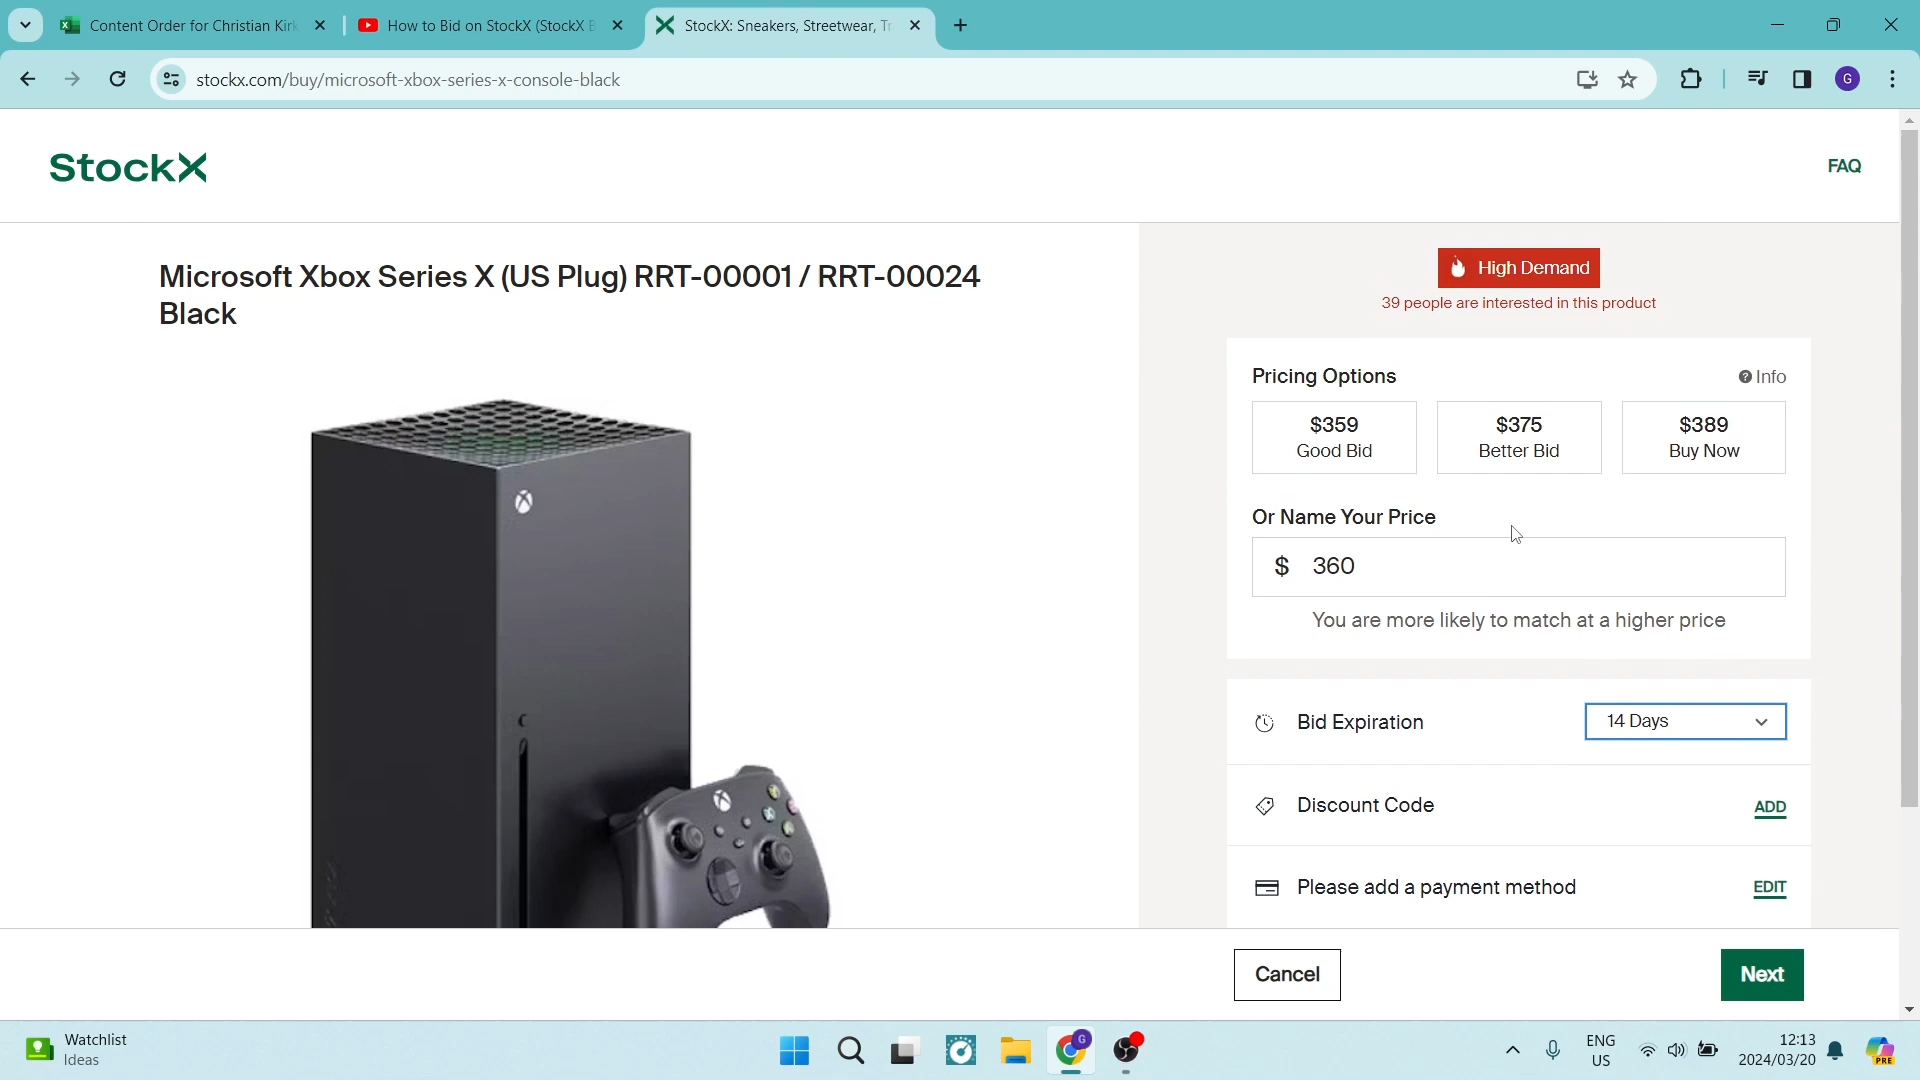 Content Order for Christian Kirk
How to Bid on StockX (StockX B
StockX: Sneakers, Streetwear, Tr
stockx.com/buy/microsoft-xbox-series-x-console-black
G
StockX
FAQ
Microsoft Xbox Series X (US Plug) RRT-00001 / RRT-00024
Black
High Demand
39 people are interested in this product
Pricing Options
Info
$359
Good Bid
$375
Better Bid
$389
Buy Now
Or Name Your Price
$ 360
You are more likely to match at a higher price
Bid Expiration
14 Days
Discount Code
ADD
Please add a payment method
EDIT
Cancel
Next
Watchlist
Ideas
G
ENG
US
12:13
2024/03/20
PRE